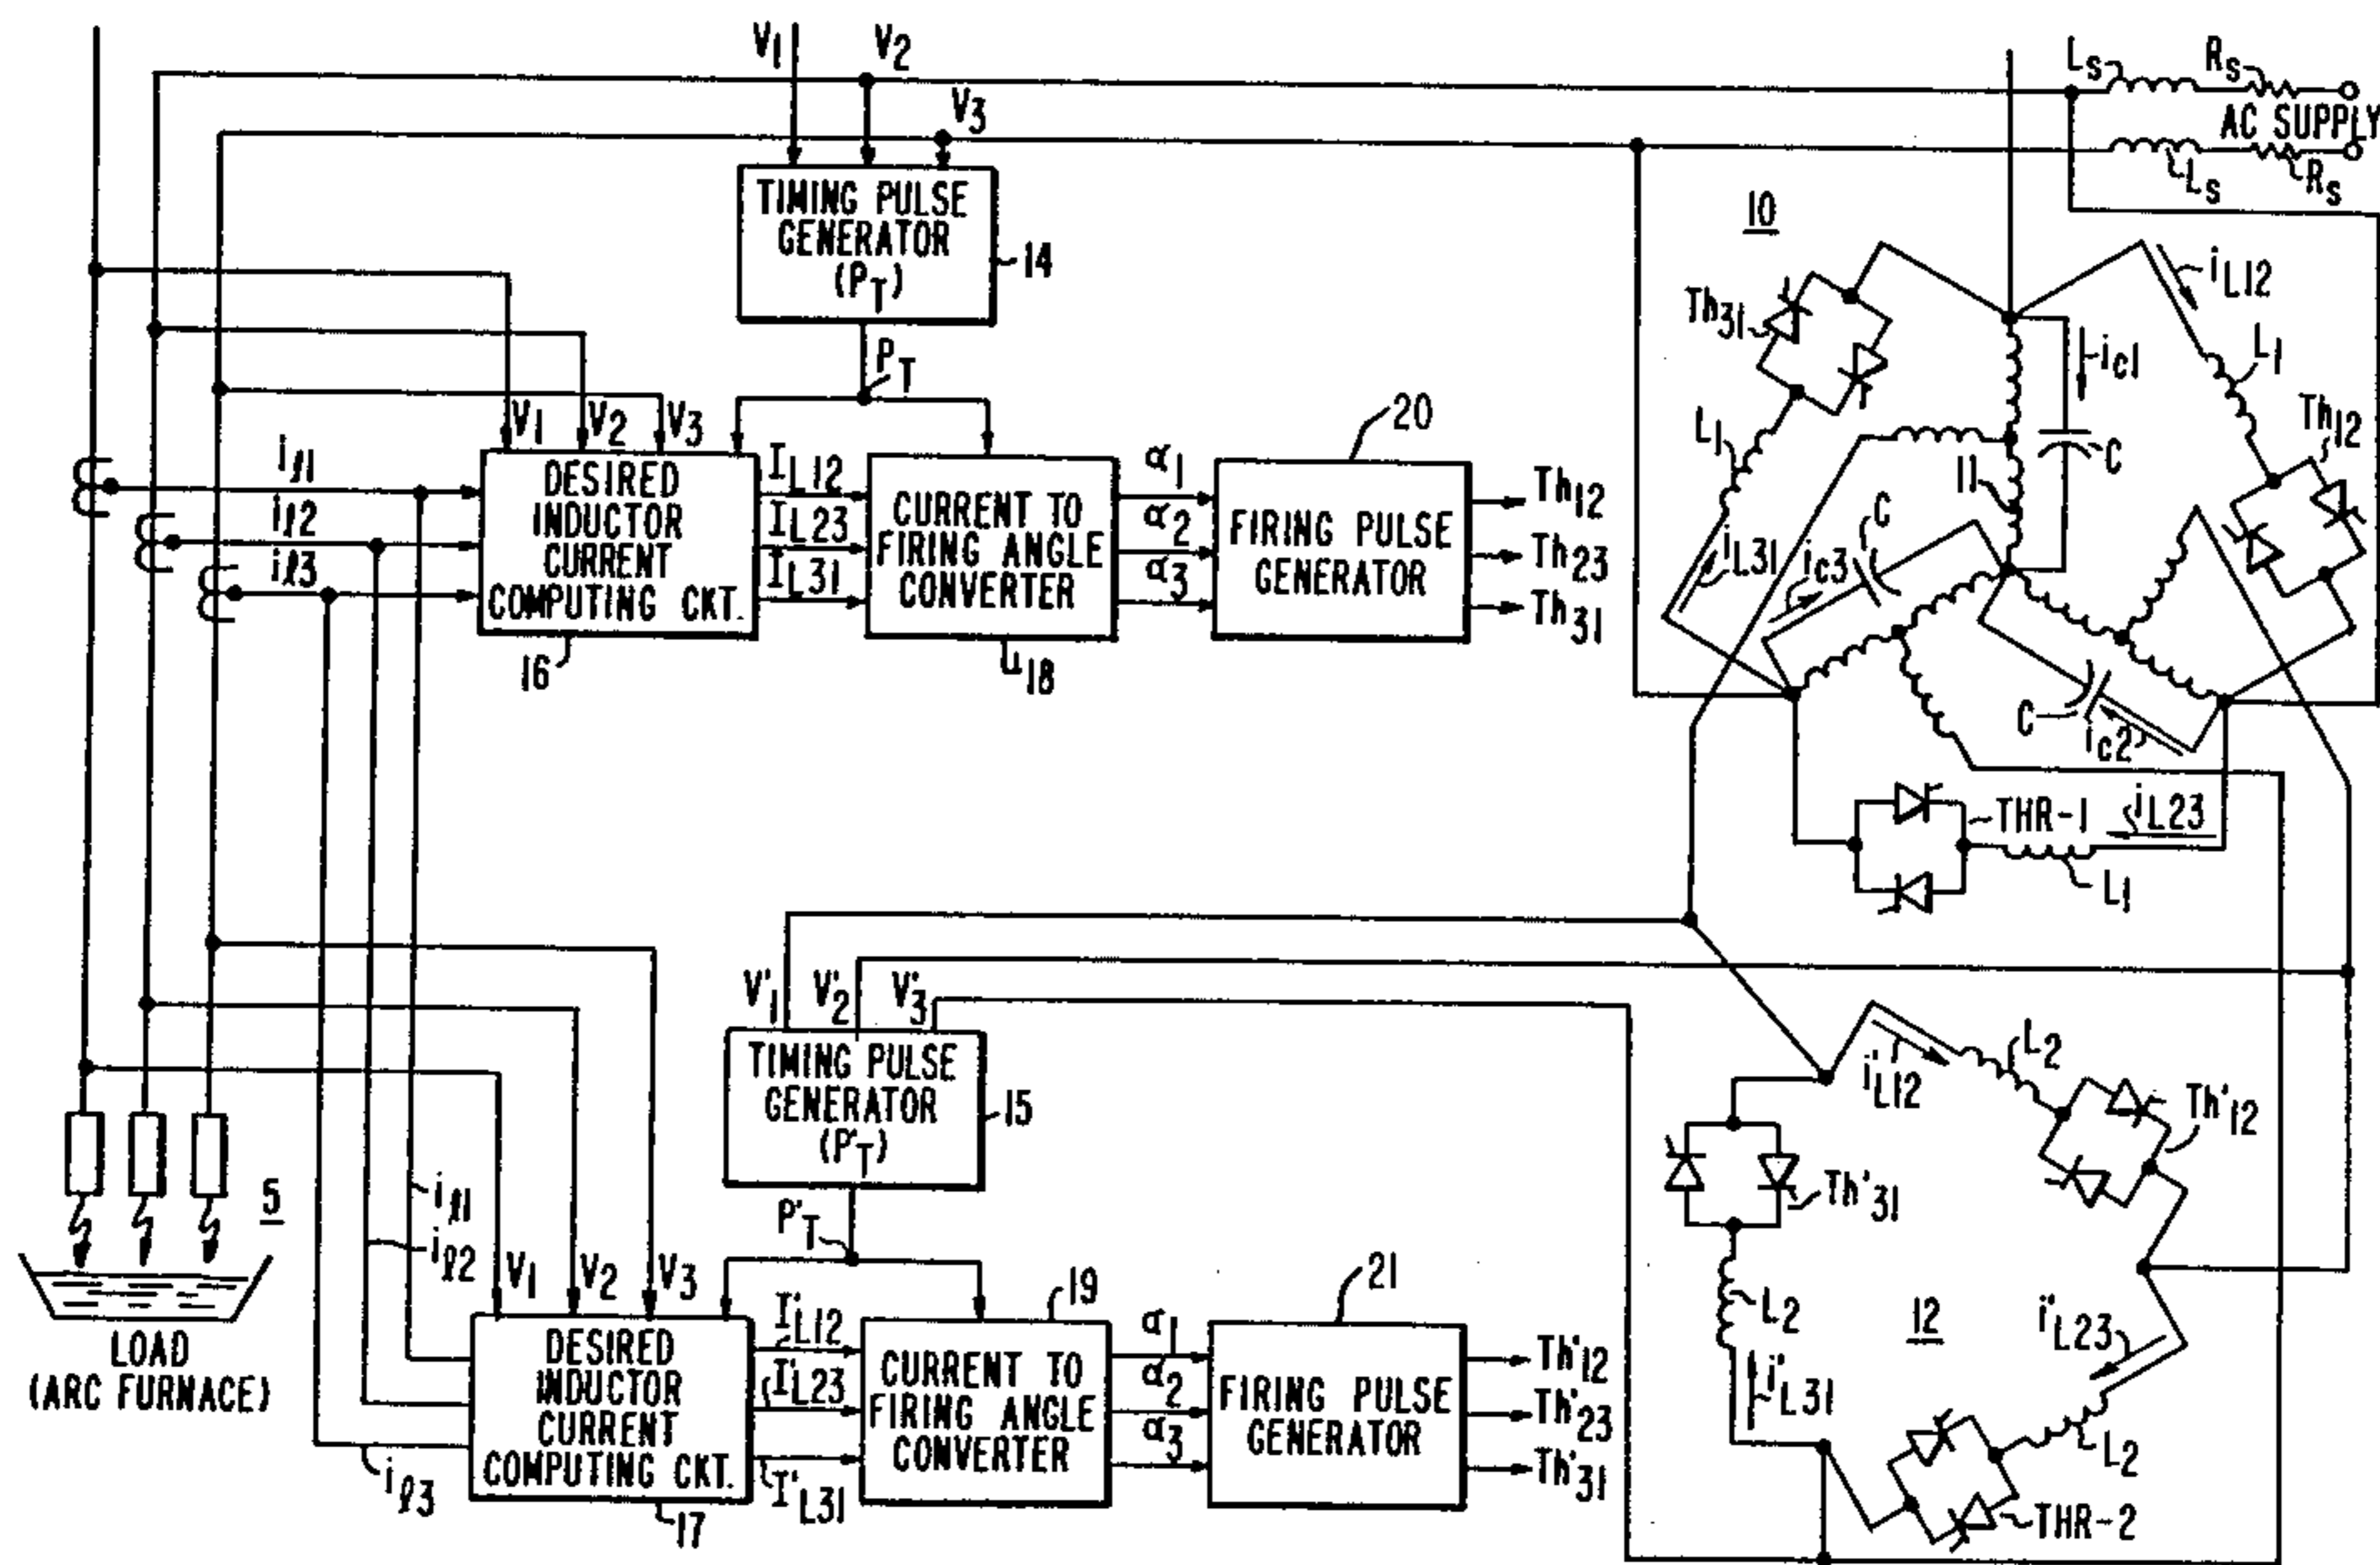 V1
V2
V3
Ls
Rs
AC SUPPLY
Ls
Rs
TIMING PULSE
GENERATOR
(PT)
14
10
iL12
Th31
ic1
L1
Th12
PT
V1
V2
V3
L1
C
11
20
il1
il2
il3
DESIRED
INDUCTOR
CURRENT
COMPUTING CKT.
16
IL12
IL23
IL31
CURRENT TO
FIRING ANGLE
CONVERTER
18
α1
α2
α3
FIRING PULSE
GENERATOR
Th12
Th23
Th31
iL31
ic3
C
C
ic2
THR-1
iL23
L1
V'1
V'2
V'3
TIMING PULSE
GENERATOR
(P'T)
15
P'T
i'L12
L2
Th'12
Th'31
L2
12
i'L23
i'L31
L2
THR-2
5
LOAD
(ARC FURNACE)
il1
il2
il3
V1
V2
V3
DESIRED
INDUCTOR
CURRENT
COMPUTING CKT.
17
I'L12
I'L23
I'L31
19
CURRENT TO
FIRING ANGLE
CONVERTER
α1
α2
α3
21
FIRING PULSE
GENERATOR
Th'12
Th'23
Th'31